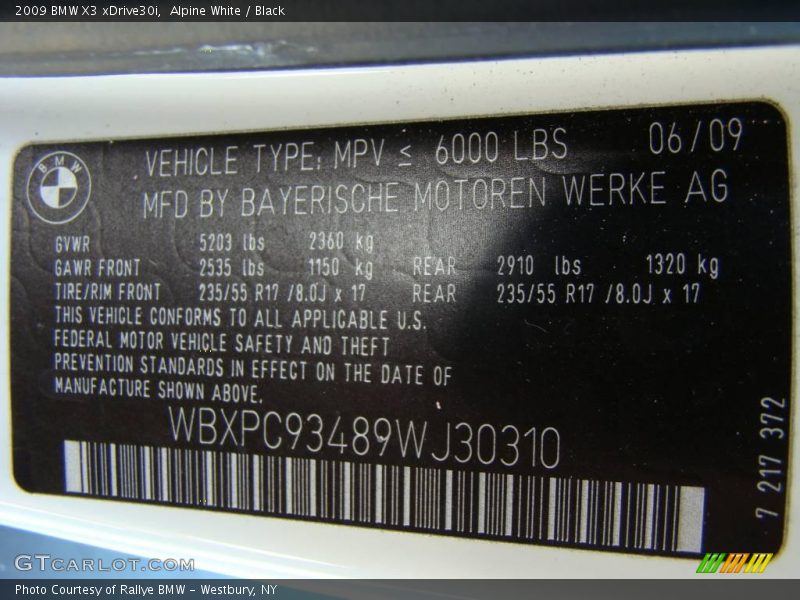 2009 BMW X3 xDrive30i, Alpine White / Black
BMW
VEHICLE TYPE: MPV ≤ 6000 LBS 06/09
MFD BY BAYERISCHE MOTOREN WERKE AG
GVWR 5203 lbs 2360 kg
GAWR FRONT 2535 lbs 1150 kg REAR 2910 lbs 1320 kg
TIRE/RIM FRONT 235/55 R17 /8.0J x 17 REAR 235/55 R17 /8.0J x 17
THIS VEHICLE CONFORMS TO ALL APPLICABLE U.S.
FEDERAL MOTOR VEHICLE SAFETY AND THEFT
PREVENTION STANDARDS IN EFFECT ON THE DATE OF
MANUFACTURE SHOWN ABOVE.
WBXPC93489WJ30310
7 217 372
GTCARLOT.COM
Photo Courtesy of Rallye BMW - Westbury, NY